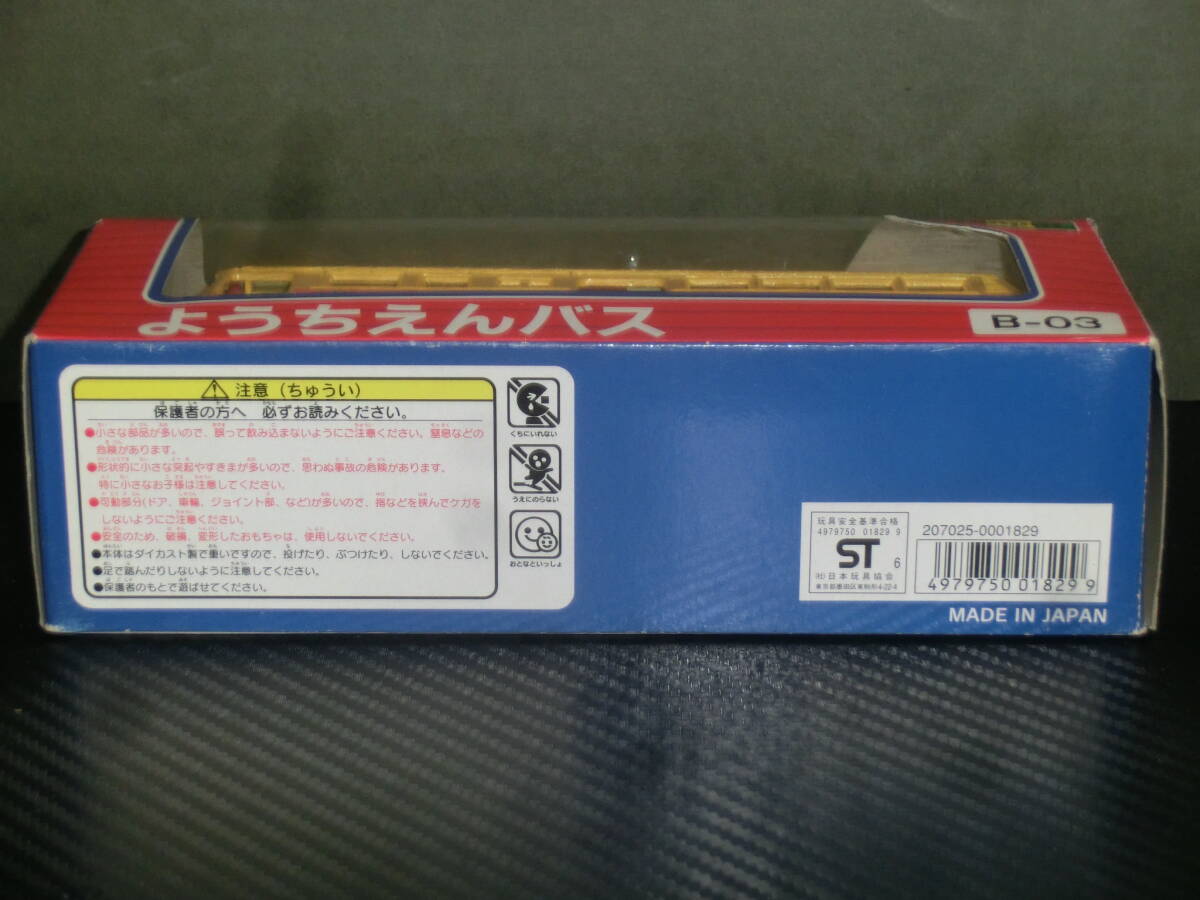 ようちえんバス
B-03
注意（ちゅうい）
保護者の方へ 必ずお読みください。
●小さな部品が多いので、誤って飲み込まないようにご注意ください。窒息などの
危険があります。
●形状的に小さな突起やすきまが多いので、思わぬ事故の危険があります。
特に小さなお子様は注意してください。
●可動部分(ドア、車輪、ジョイント部、など)が多いので、指などを挟んでケガを
しないようにご注意ください。
●安全のため、破損、変形したおもちゃは、使用しないでください。
●本体はダイカスト製で重いですので、投げたり、ぶつけたり、しないでください。
●足で踏んだりしないように注意してください。
●保護者のもとで遊ばせてください。
くちにいれない
うえにのらない
おとなといっしょ
玩具安全基準合格
4979750 01829 9
ST 6
(社)日本玩具協会
東京都墨田区東駒形4-22-4
207025-0001829
4979750 01829 9
MADE IN JAPAN